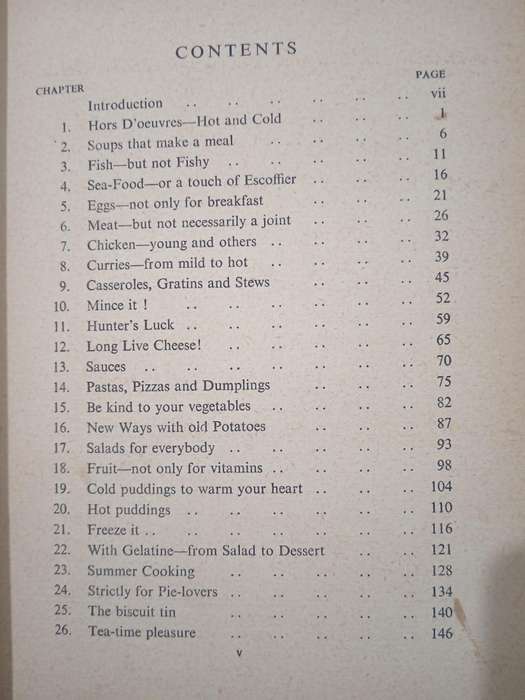 CONTENTS
CHAPTER PAGE
Introduction .. .. .. .. .. .. vii
1. Hors D'oeuvres—Hot and Cold .. .. .. 1
2. Soups that make a meal .. .. .. .. 6
3. Fish—but not Fishy .. .. .. .. .. 11
4. Sea-Food—or a touch of Escoffier .. .. .. 16
5. Eggs—not only for breakfast .. .. .. 21
6. Meat—but not necessarily a joint .. .. .. 26
7. Chicken—young and others .. .. .. .. 32
8. Curries—from mild to hot .. .. .. .. 39
9. Casseroles, Gratins and Stews .. .. .. 45
10. Mince it ! .. .. .. .. .. .. 52
11. Hunter's Luck .. .. .. .. .. .. 59
12. Long Live Cheese! .. .. .. .. .. 65
13. Sauces .. .. .. .. .. .. .. 70
14. Pastas, Pizzas and Dumplings .. .. .. 75
15. Be kind to your vegetables .. .. .. .. 82
16. New Ways with old Potatoes .. .. .. 87
17. Salads for everybody .. .. .. .. .. 93
18. Fruit—not only for vitamins .. .. .. .. 98
19. Cold puddings to warm your heart .. .. .. 104
20. Hot puddings .. .. .. .. .. .. 110
21. Freeze it .. .. .. .. .. .. .. 116
22. With Gelatine—from Salad to Dessert .. .. 121
23. Summer Cooking .. .. .. .. .. 128
24. Strictly for Pie-lovers .. .. .. .. .. 134
25. The biscuit tin .. .. .. .. .. 140
26. Tea-time pleasure .. .. .. .. .. 146
v